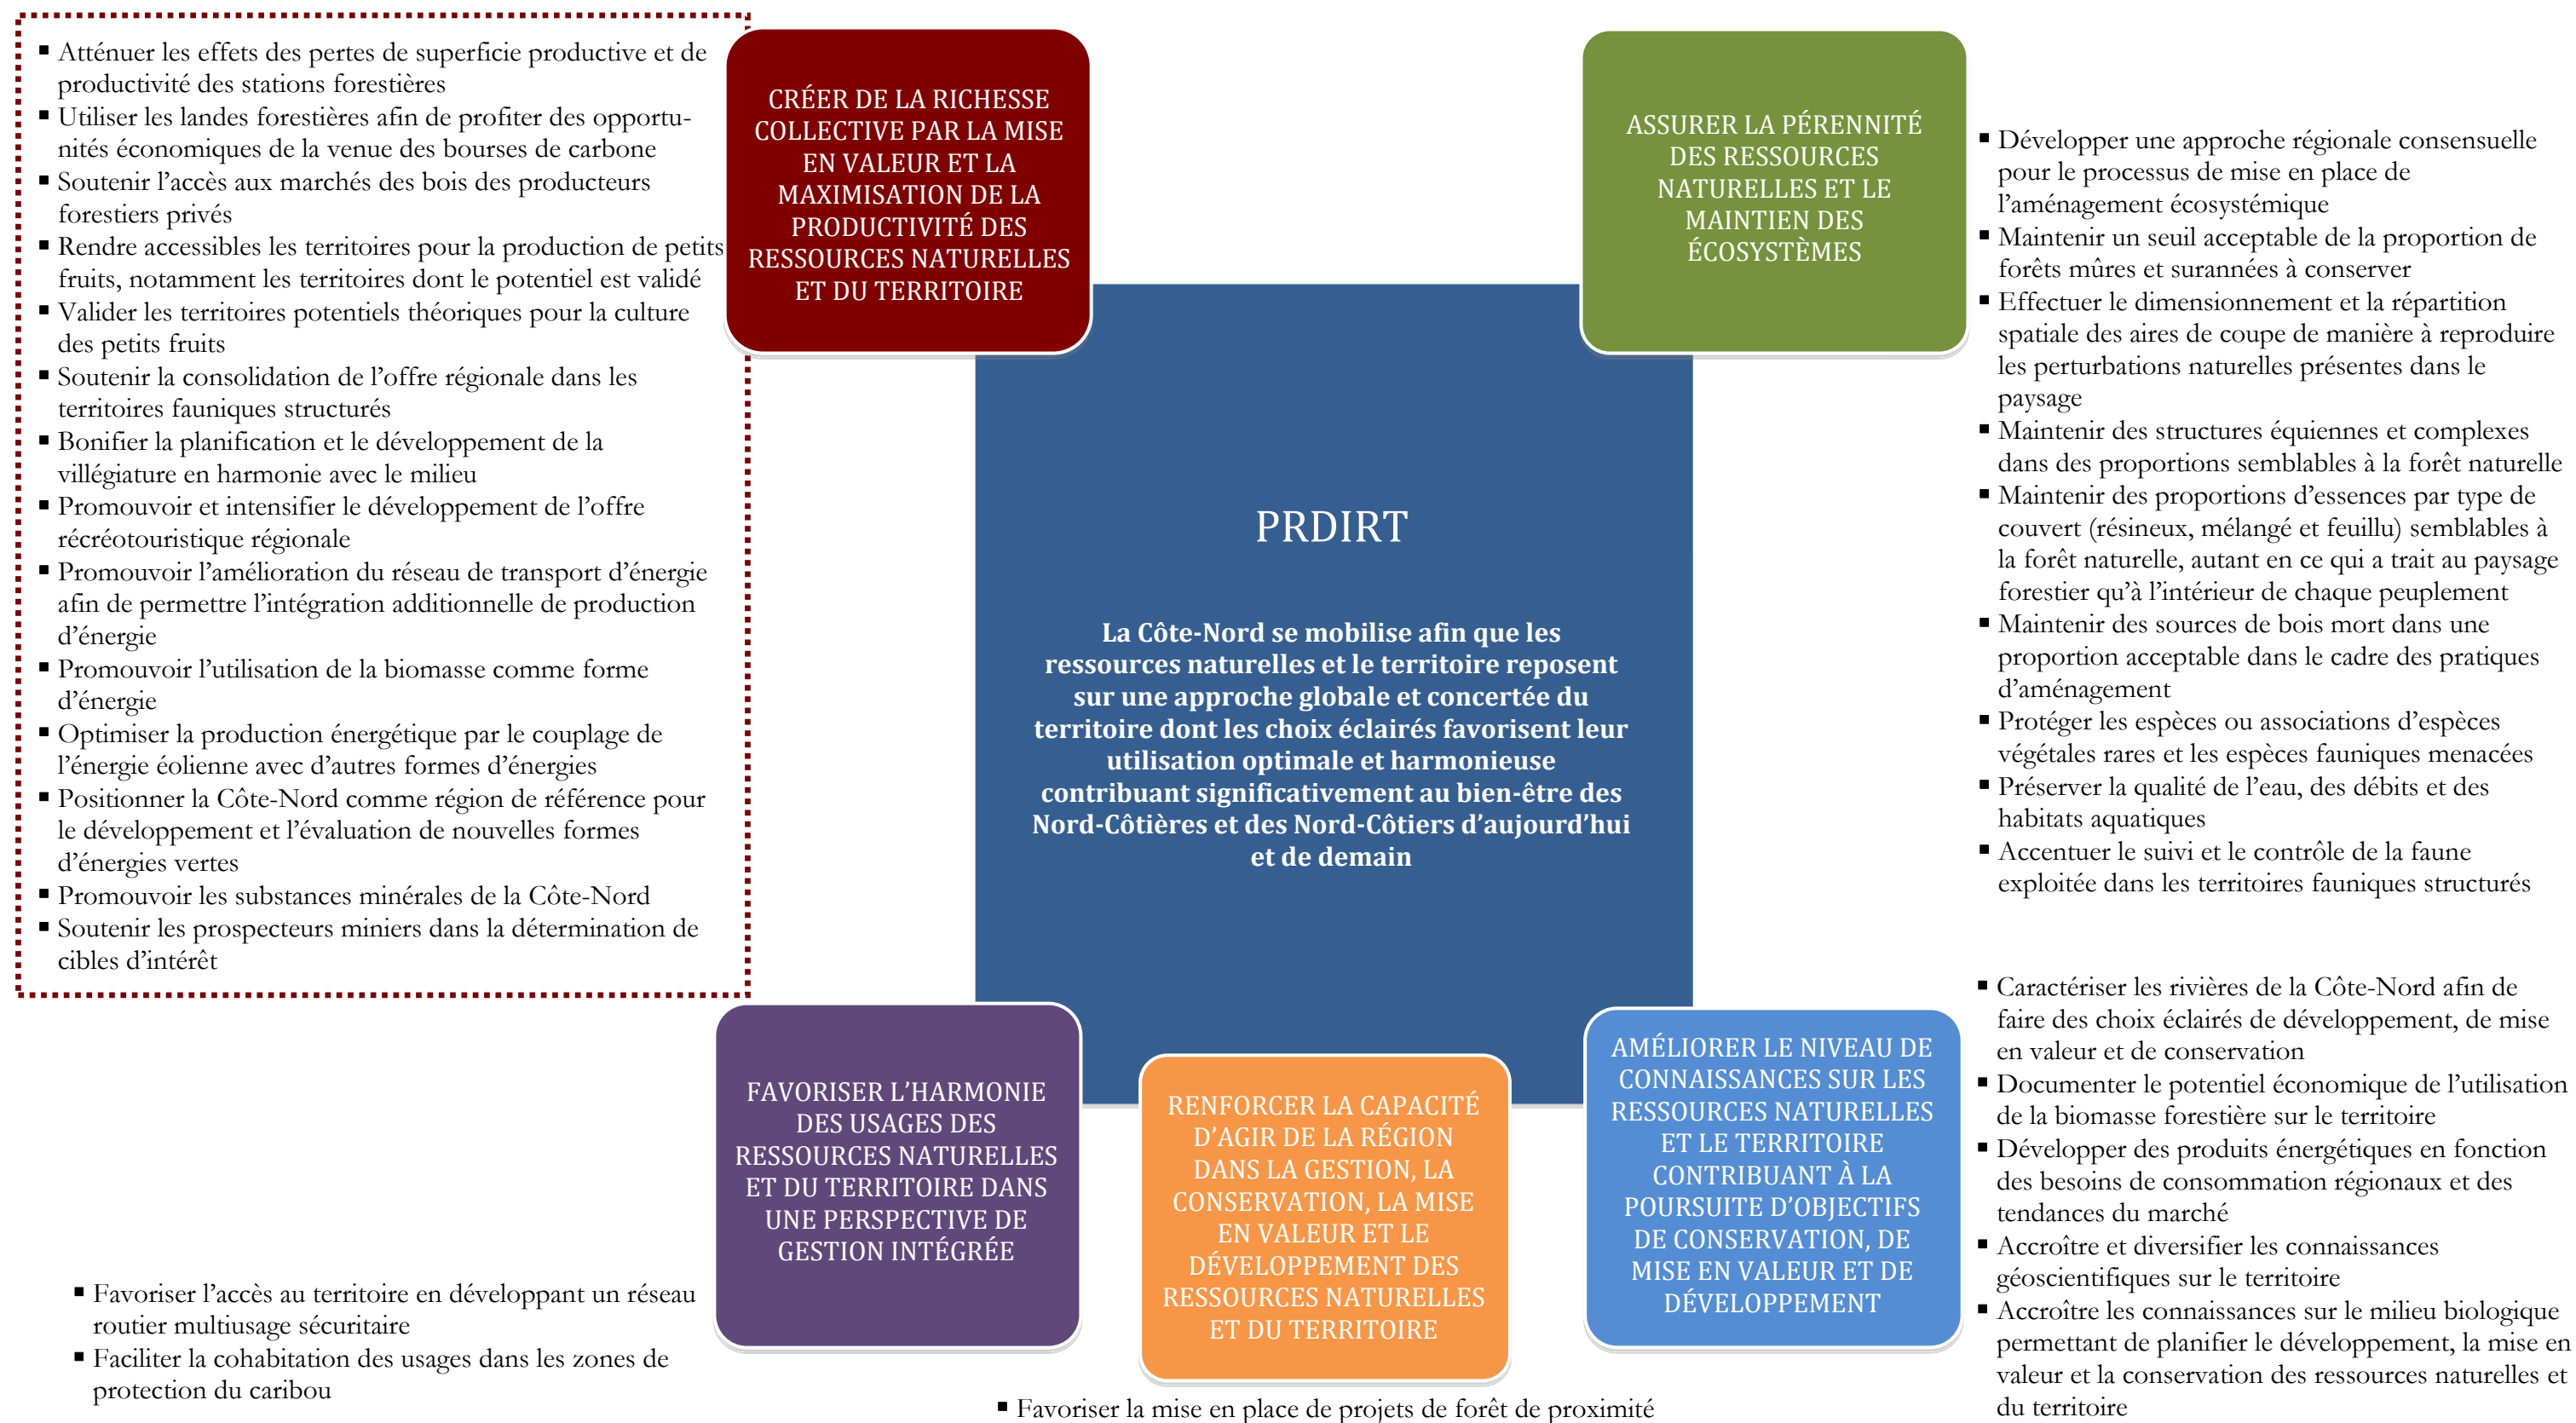 ▪ Atténuer les effets des pertes de superficie productive et de
productivité des stations forestières
▪ Utiliser les landes forestières afin de profiter des opportu-
nités économiques de la venue des bourses de carbone
▪ Soutenir l’accès aux marchés des bois des producteurs
forestiers privés
▪ Rendre accessibles les territoires pour la production de petits
fruits, notamment les territoires dont le potentiel est validé
▪ Valider les territoires potentiels théoriques pour la culture
des petits fruits
▪ Soutenir la consolidation de l’offre régionale dans les
territoires fauniques structurés
▪ Bonifier la planification et le développement de la
villégiature en harmonie avec le milieu
▪ Promouvoir et intensifier le développement de l’offre
récréotouristique régionale
▪ Promouvoir l’amélioration du réseau de transport d’énergie
afin de permettre l’intégration additionnelle de production
d’énergie
▪ Promouvoir l’utilisation de la biomasse comme forme
d’énergie
▪ Optimiser la production énergétique par le couplage de
l’énergie éolienne avec d’autres formes d’énergies
▪ Positionner la Côte-Nord comme région de référence pour
le développement et l’évaluation de nouvelles formes
d’énergies vertes
▪ Promouvoir les substances minérales de la Côte-Nord
▪ Soutenir les prospecteurs miniers dans la détermination de
cibles d’intérêt
CRÉER DE LA RICHESSE
COLLECTIVE PAR LA MISE
EN VALEUR ET LA
MAXIMISATION DE LA
PRODUCTIVITÉ DES
RESSOURCES NATURELLES
ET DU TERRITOIRE
ASSURER LA PÉRENNITÉ
DES RESSOURCES
NATURELLES ET LE
MAINTIEN DES
ÉCOSYSTÈMES
▪ Développer une approche régionale consensuelle
pour le processus de mise en place de
l’aménagement écosystémique
▪ Maintenir un seuil acceptable de la proportion de
forêts mûres et surannées à conserver
▪ Effectuer le dimensionnement et la répartition
spatiale des aires de coupe de manière à reproduire
les perturbations naturelles présentes dans le
paysage
▪ Maintenir des structures équiennes et complexes
dans des proportions semblables à la forêt naturelle
▪ Maintenir des proportions d’essences par type de
couvert (résineux, mélangé et feuillu) semblables à
la forêt naturelle, autant en ce qui a trait au paysage
forestier qu’à l’intérieur de chaque peuplement
▪ Maintenir des sources de bois mort dans une
proportion acceptable dans le cadre des pratiques
d’aménagement
▪ Protéger les espèces ou associations d’espèces
végétales rares et les espèces fauniques menacées
▪ Préserver la qualité de l’eau, des débits et des
habitats aquatiques
▪ Accentuer le suivi et le contrôle de la faune
exploitée dans les territoires fauniques structurés
PRDIRT
La Côte-Nord se mobilise afin que les
ressources naturelles et le territoire reposent
sur une approche globale et concertée du
territoire dont les choix éclairés favorisent leur
utilisation optimale et harmonieuse
contribuant significativement au bien-être des
Nord-Côtières et des Nord-Côtiers d’aujourd’hui
et de demain
FAVORISER L’HARMONIE
DES USAGES DES
RESSOURCES NATURELLES
ET DU TERRITOIRE DANS
UNE PERSPECTIVE DE
GESTION INTÉGRÉE
▪ Favoriser l’accès au territoire en développant un réseau
routier multiusage sécuritaire
▪ Faciliter la cohabitation des usages dans les zones de
protection du caribou
RENFORCER LA CAPACITÉ
D’AGIR DE LA RÉGION
DANS LA GESTION, LA
CONSERVATION, LA MISE
EN VALEUR ET LE
DÉVELOPPEMENT DES
RESSOURCES NATURELLES
ET DU TERRITOIRE
▪ Favoriser la mise en place de projets de forêt de proximité
AMÉLIORER LE NIVEAU DE
CONNAISSANCES SUR LES
RESSOURCES NATURELLES
ET LE TERRITOIRE
CONTRIBUANT À LA
POURSUITE D’OBJECTIFS
DE CONSERVATION, DE
MISE EN VALEUR ET DE
DÉVELOPPEMENT
▪ Caractériser les rivières de la Côte-Nord afin de
faire des choix éclairés de développement, de mise
en valeur et de conservation
▪ Documenter le potentiel économique de l’utilisation
de la biomasse forestière sur le territoire
▪ Développer des produits énergétiques en fonction
des besoins de consommation régionaux et des
tendances du marché
▪ Accroître et diversifier les connaissances
géoscientifiques sur le territoire
▪ Accroître les connaissances sur le milieu biologique
permettant de planifier le développement, la mise en
valeur et la conservation des ressources naturelles et
du territoire